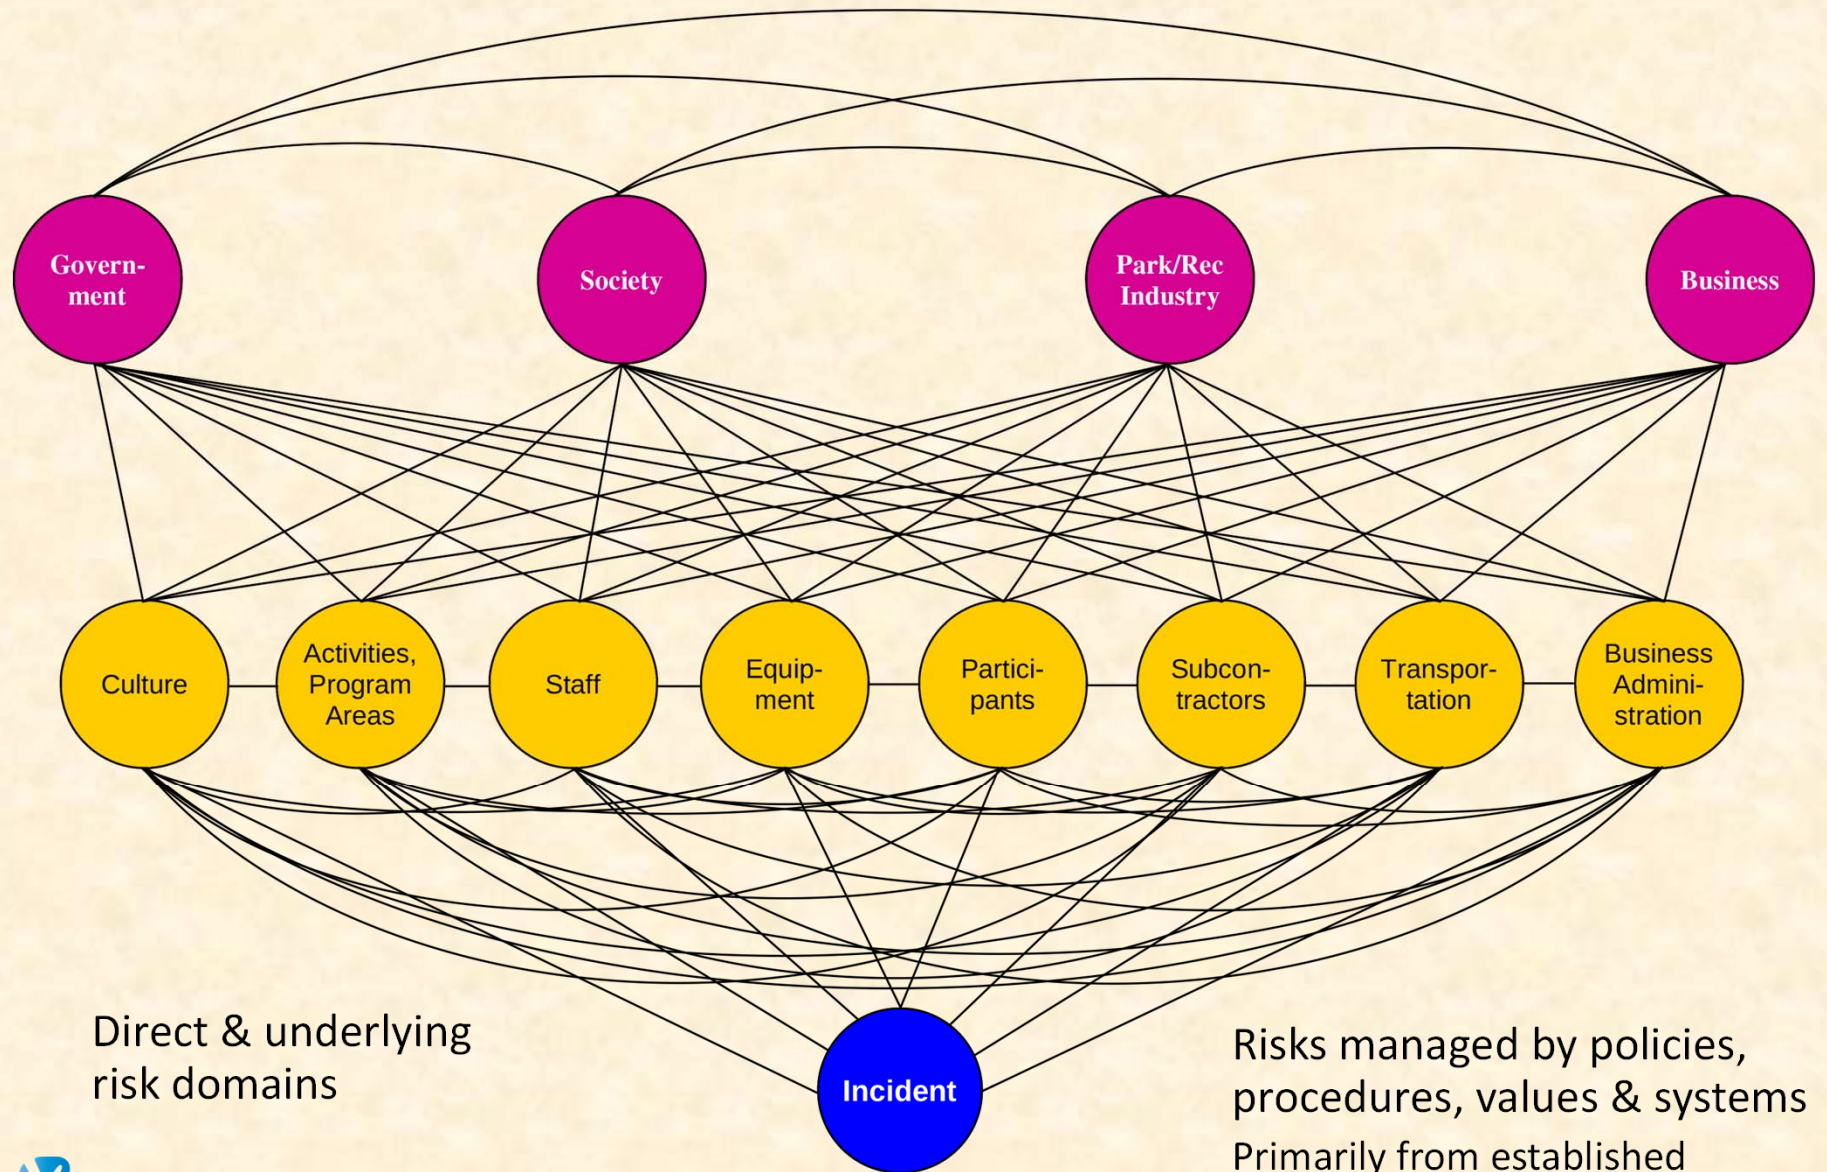 Govern-
ment
Society
Park/Rec
Industry
Business
Culture
Activities,
Program
Areas
Staff
Equip-
ment
Partici-
pants
Subcon-
tractors
Transpor-
tation
Business
Admini-
stration
Direct & underlying
risk domains
Incident
Risks managed by policies,
procedures, values & systems
Primarily from established